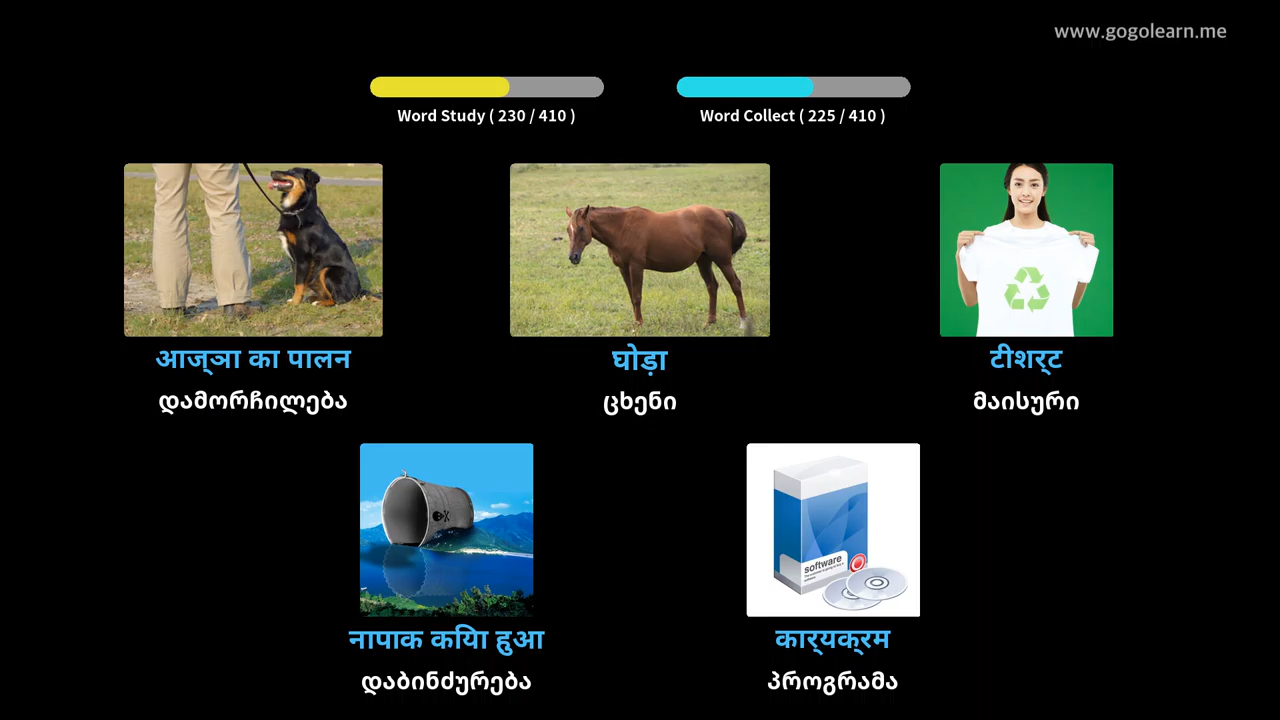 www.gogolearn.me
Word Study ( 230 / 410 )
Word Collect ( 225 / 410 )
आज्ञा का पालन
घोड़ा
टीशर्ट
დამორჩილება
ცხენი
მაისური
software
नापाक किया हुआ
कार्यक्रम
დაბინძურება
პროგრამა